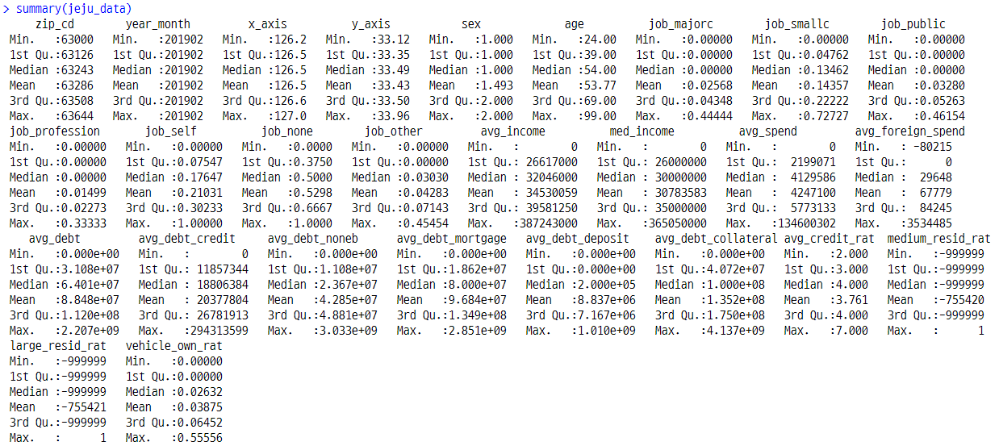 > summary(jeju_data)
     zip_cd        year_month         x_axis          y_axis           sex             age          job_majorc        job_smallc        job_public
 Min.   :63000   Min.   :201902   Min.   :126.2   Min.   :33.12   Min.   :1.000   Min.   :24.00   Min.   :0.00000   Min.   :0.00000   Min.   :0.00000
 1st Qu.:63126   1st Qu.:201902   1st Qu.:126.5   1st Qu.:33.35   1st Qu.:1.000   1st Qu.:39.00   1st Qu.:0.00000   1st Qu.:0.04762   1st Qu.:0.00000
 Median :63243   Median :201902   Median :126.5   Median :33.49   Median :1.000   Median :54.00   Median :0.00000   Median :0.13462   Median :0.00000
 Mean   :63286   Mean   :201902   Mean   :126.5   Mean   :33.43   Mean   :1.493   Mean   :53.77   Mean   :0.02568   Mean   :0.14357   Mean   :0.03280
 3rd Qu.:63508   3rd Qu.:201902   3rd Qu.:126.6   3rd Qu.:33.50   3rd Qu.:2.000   3rd Qu.:69.00   3rd Qu.:0.04348   3rd Qu.:0.22222   3rd Qu.:0.05263
 Max.   :63644   Max.   :201902   Max.   :127.0   Max.   :33.96   Max.   :2.000   Max.   :99.00   Max.   :0.44444   Max.   :0.72727   Max.   :0.46154
 job_profession       job_self          job_none        job_other         avg_income          med_income          avg_spend         avg_foreign_spend
 Min.   :0.00000   Min.   :0.00000   Min.   :0.0000   Min.   :0.00000   Min.   :        0   Min.   :        0   Min.   :        0   Min.   : -80215
 1st Qu.:0.00000   1st Qu.:0.07547   1st Qu.:0.3750   1st Qu.:0.00000   1st Qu.: 26617000   1st Qu.: 26000000   1st Qu.:  2199071   1st Qu.:      0
 Median :0.00000   Median :0.17647   Median :0.5000   Median :0.03030   Median : 32046000   Median : 30000000   Median :  4129586   Median :  29648
 Mean   :0.01499   Mean   :0.21031   Mean   :0.5298   Mean   :0.04283   Mean   : 34530059   Mean   : 30783583   Mean   :  4247100   Mean   :  67779
 3rd Qu.:0.02273   3rd Qu.:0.30233   3rd Qu.:0.6667   3rd Qu.:0.07143   3rd Qu.: 39581250   3rd Qu.: 35000000   3rd Qu.:  5773133   3rd Qu.:  84245
 Max.   :0.33333   Max.   :1.00000   Max.   :1.0000   Max.   :0.45454   Max.   :387243000   Max.   :365050000   Max.   :134600302   Max.   :3534485
    avg_debt         avg_debt_credit     avg_debt_noneb      avg_debt_mortgage   avg_debt_deposit    avg_debt_collateral avg_credit_rat  medium_resid_rat
 Min.   :0.000e+00   Min.   :        0   Min.   :0.000e+00   Min.   :0.000e+00   Min.   :0.000e+00   Min.   :0.000e+00   Min.   :2.000   Min.   :-999999
 1st Qu.:3.108e+07   1st Qu.: 11857344   1st Qu.:1.108e+07   1st Qu.:1.862e+07   1st Qu.:0.000e+00   1st Qu.:4.072e+07   1st Qu.:3.000   1st Qu.:-999999
 Median :6.401e+07   Median : 18806384   Median :2.367e+07   Median :8.000e+07   Median :2.000e+05   Median :1.000e+08   Median :4.000   Median :-999999
 Mean   :8.848e+07   Mean   : 20377804   Mean   :4.285e+07   Mean   :9.684e+07   Mean   :8.837e+06   Mean   :1.352e+08   Mean   :3.761   Mean   :-755420
 3rd Qu.:1.120e+08   3rd Qu.: 26781913   3rd Qu.:4.881e+07   3rd Qu.:1.349e+08   3rd Qu.:7.167e+06   3rd Qu.:1.750e+08   3rd Qu.:4.000   3rd Qu.:-999999
 Max.   :2.207e+09   Max.   :294313599   Max.   :3.033e+09   Max.   :2.851e+09   Max.   :1.010e+09   Max.   :4.137e+09   Max.   :7.000   Max.   :      1
 large_resid_rat   vehicle_own_rat
 Min.   :-999999   Min.   :0.00000
 1st Qu.:-999999   1st Qu.:0.00000
 Median :-999999   Median :0.02632
 Mean   :-755421   Mean   :0.03875
 3rd Qu.:-999999   3rd Qu.:0.06452
 Max.   :      1   Max.   :0.55556